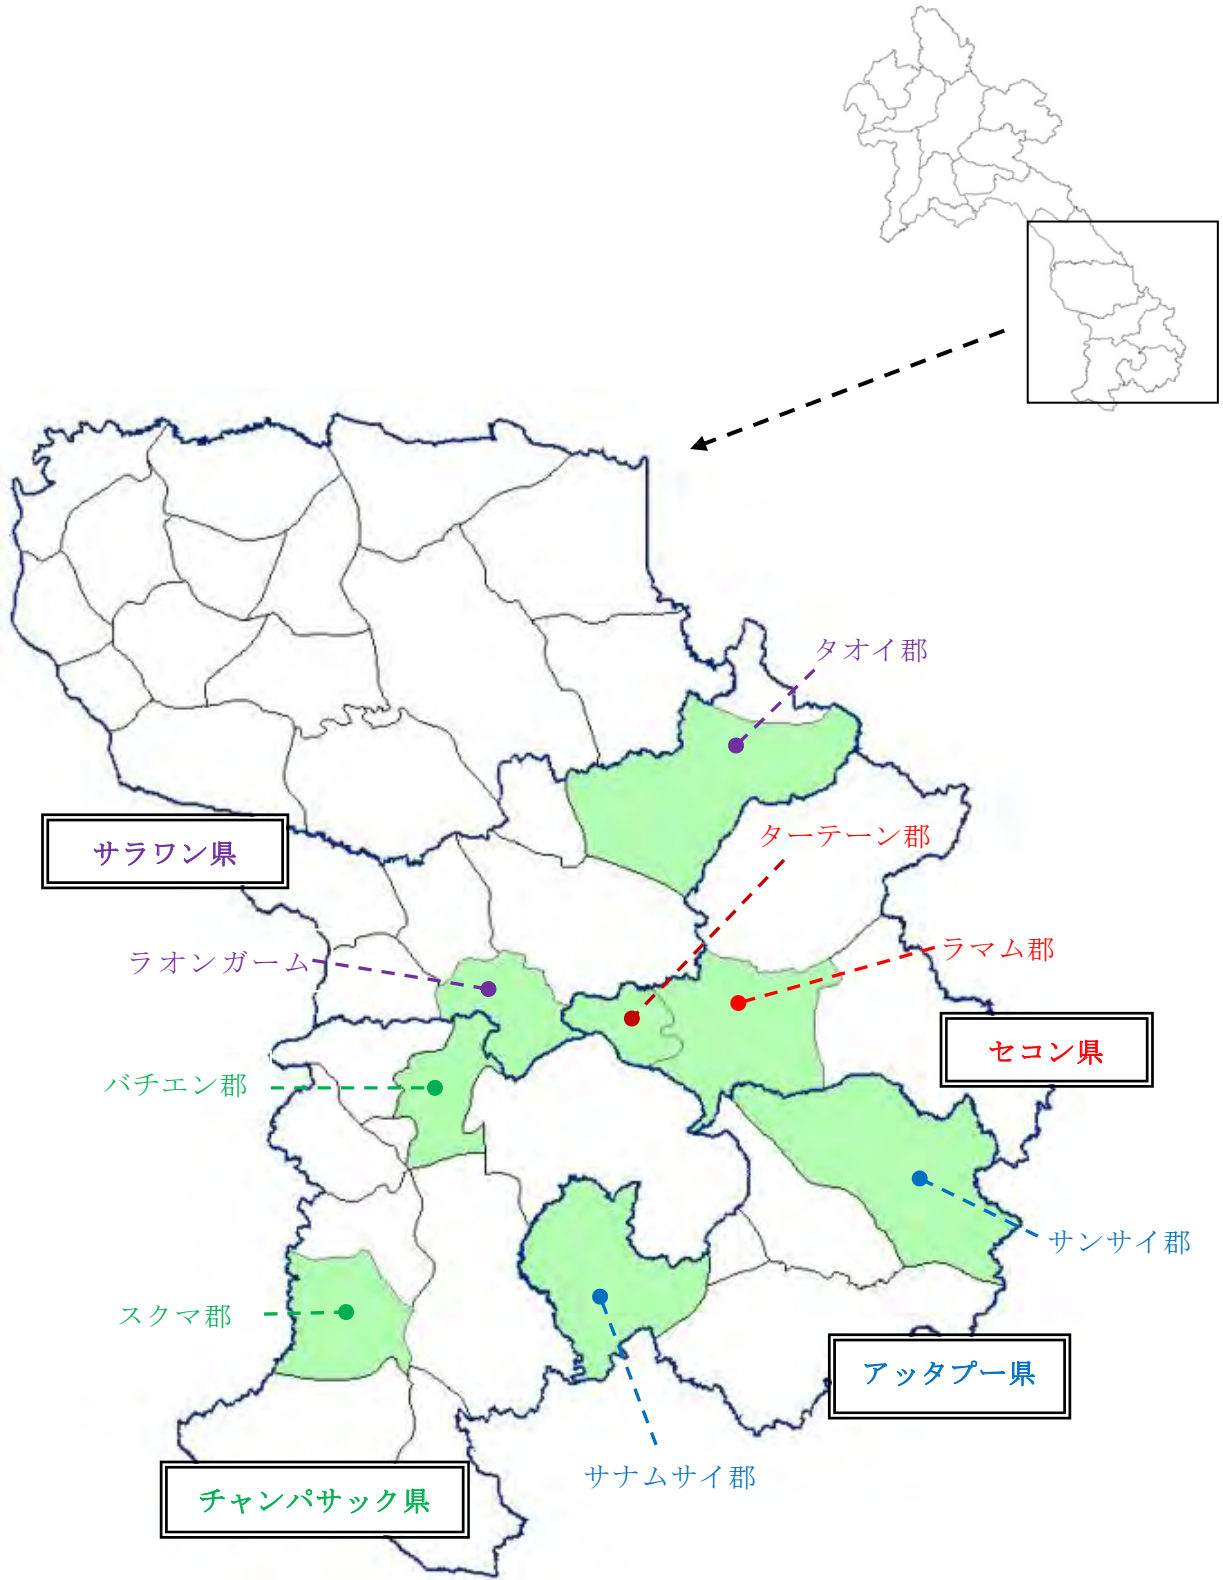 タオイ郡
サラワン県
ターテーン郡
ラオンガーム
ラマム郡
セコン県
バチエン郡
サンサイ郡
スクマ郡
アッタプー県
サナムサイ郡
チャンパサック県